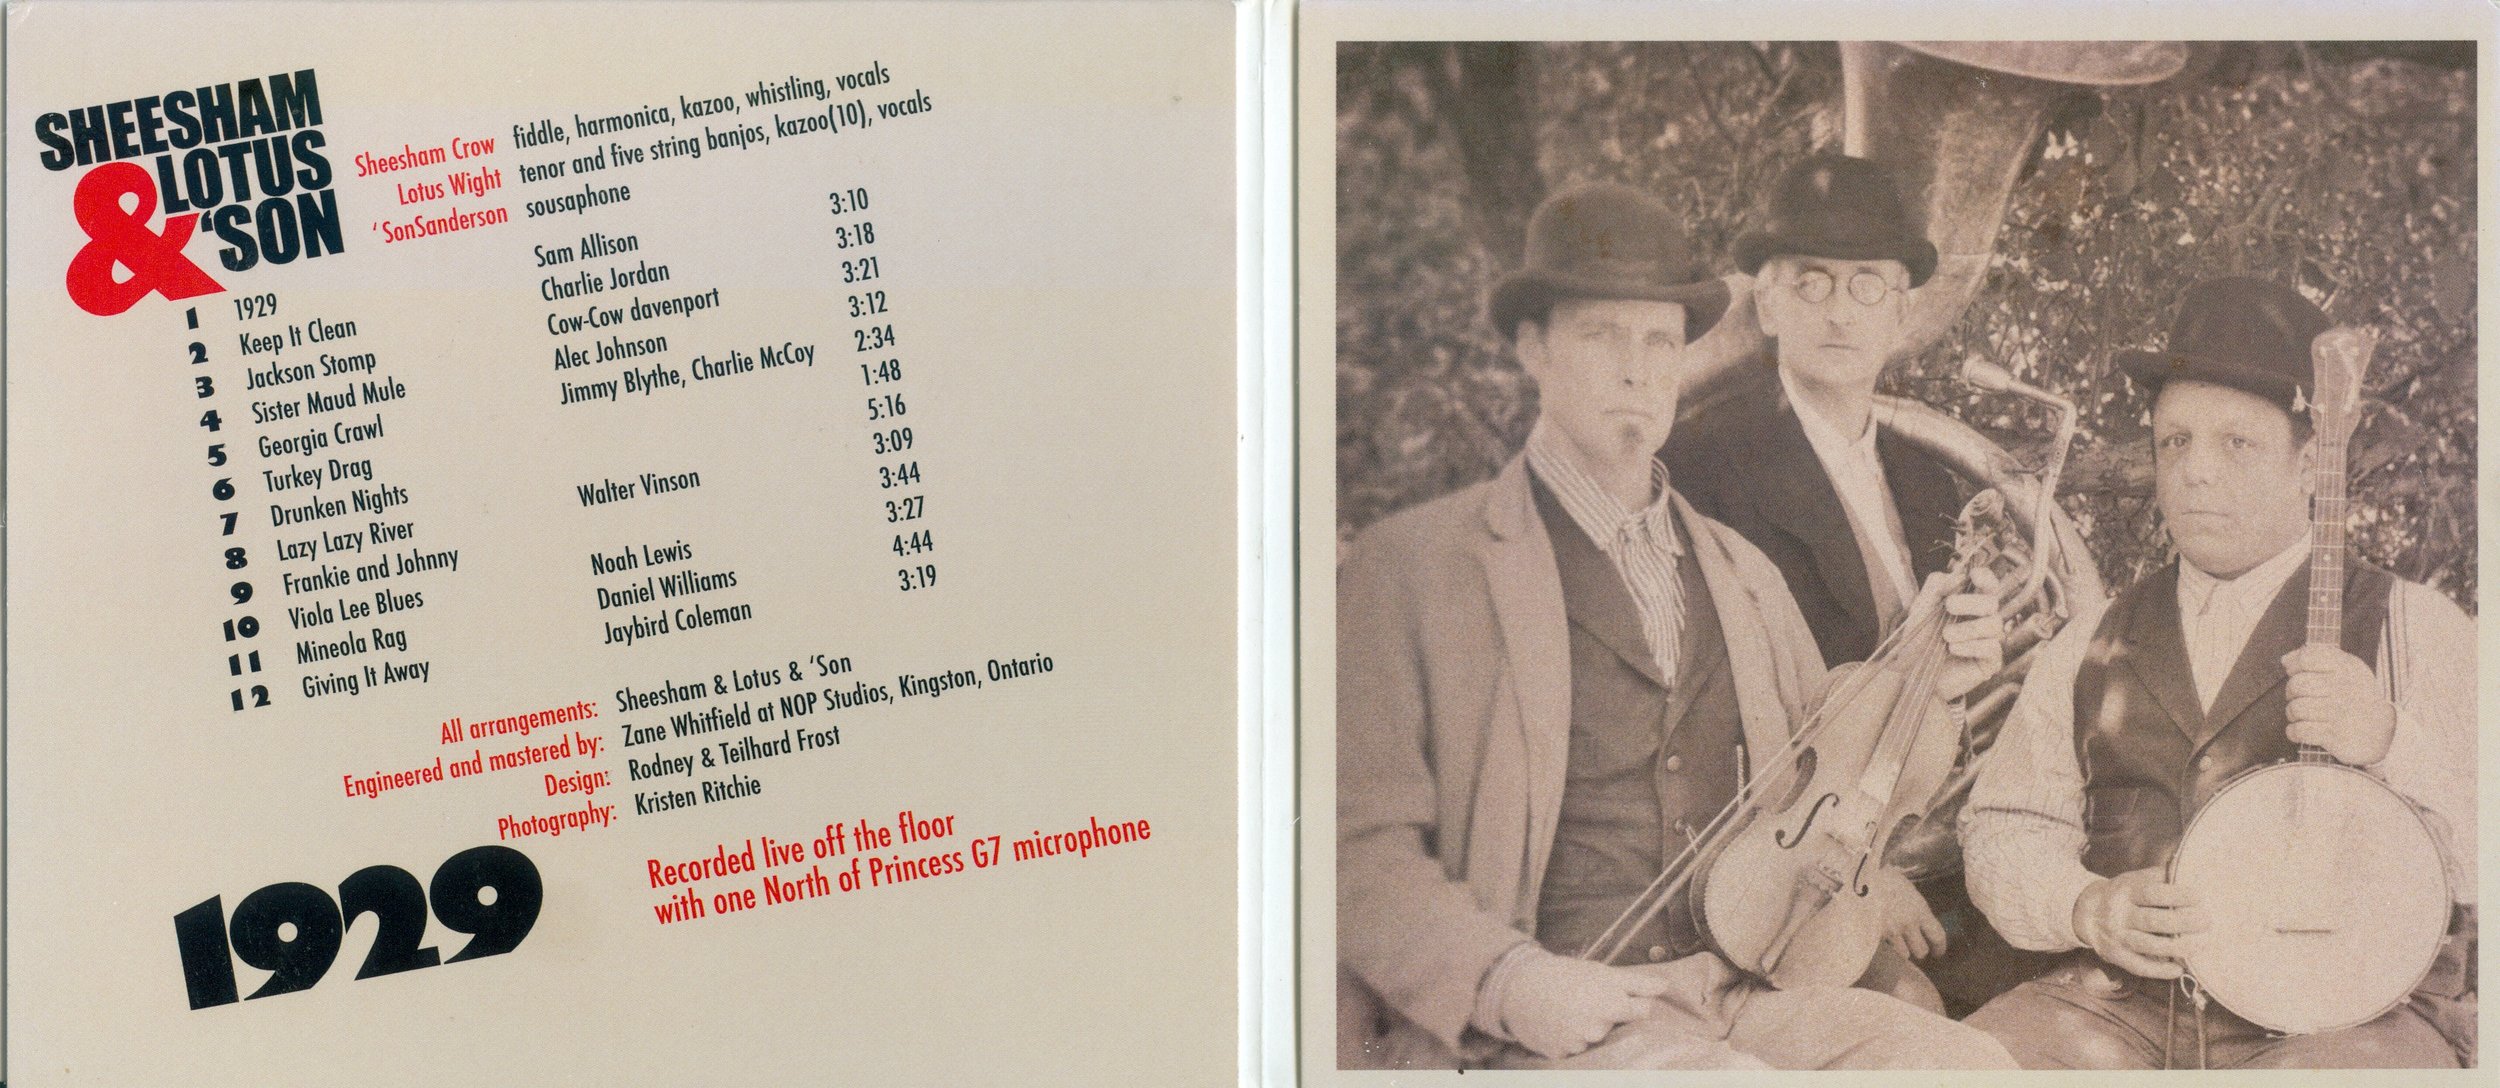 SHEESHAM
& LOTUS
& 'SON
Sheesham Crow fiddle, harmonica, kazoo, whistling, vocals
Lotus Wight tenor and five string banjos, kazoo(10), vocals
'SonSanderson sousaphone
1 1929 Sam Allison 3:10
2 Keep It Clean Charlie Jordan 3:18
3 Jackson Stomp Cow-Cow davenport 3:21
4 Sister Maud Mule Alec Johnson 3:12
5 Georgia Crawl Jimmy Blythe, Charlie McCoy 2:34
6 Turkey Drag 1:48
7 Drunken Nights 5:16
8 Lazy Lazy River Walter Vinson 3:09
9 Frankie and Johnny 3:44
10 Viola Lee Blues Noah Lewis 3:27
11 Mineola Rag Daniel Williams 4:44
12 Giving It Away Jaybird Coleman 3:19
All arrangements: Sheesham & Lotus & 'Son
Engineered and mastered by: Zane Whitfield at NOP Studios, Kingston, Ontario
Design: Rodney & Teilhard Frost
Photography: Kristen Ritchie
Recorded live off the floor
with one North of Princess G7 microphone
1929